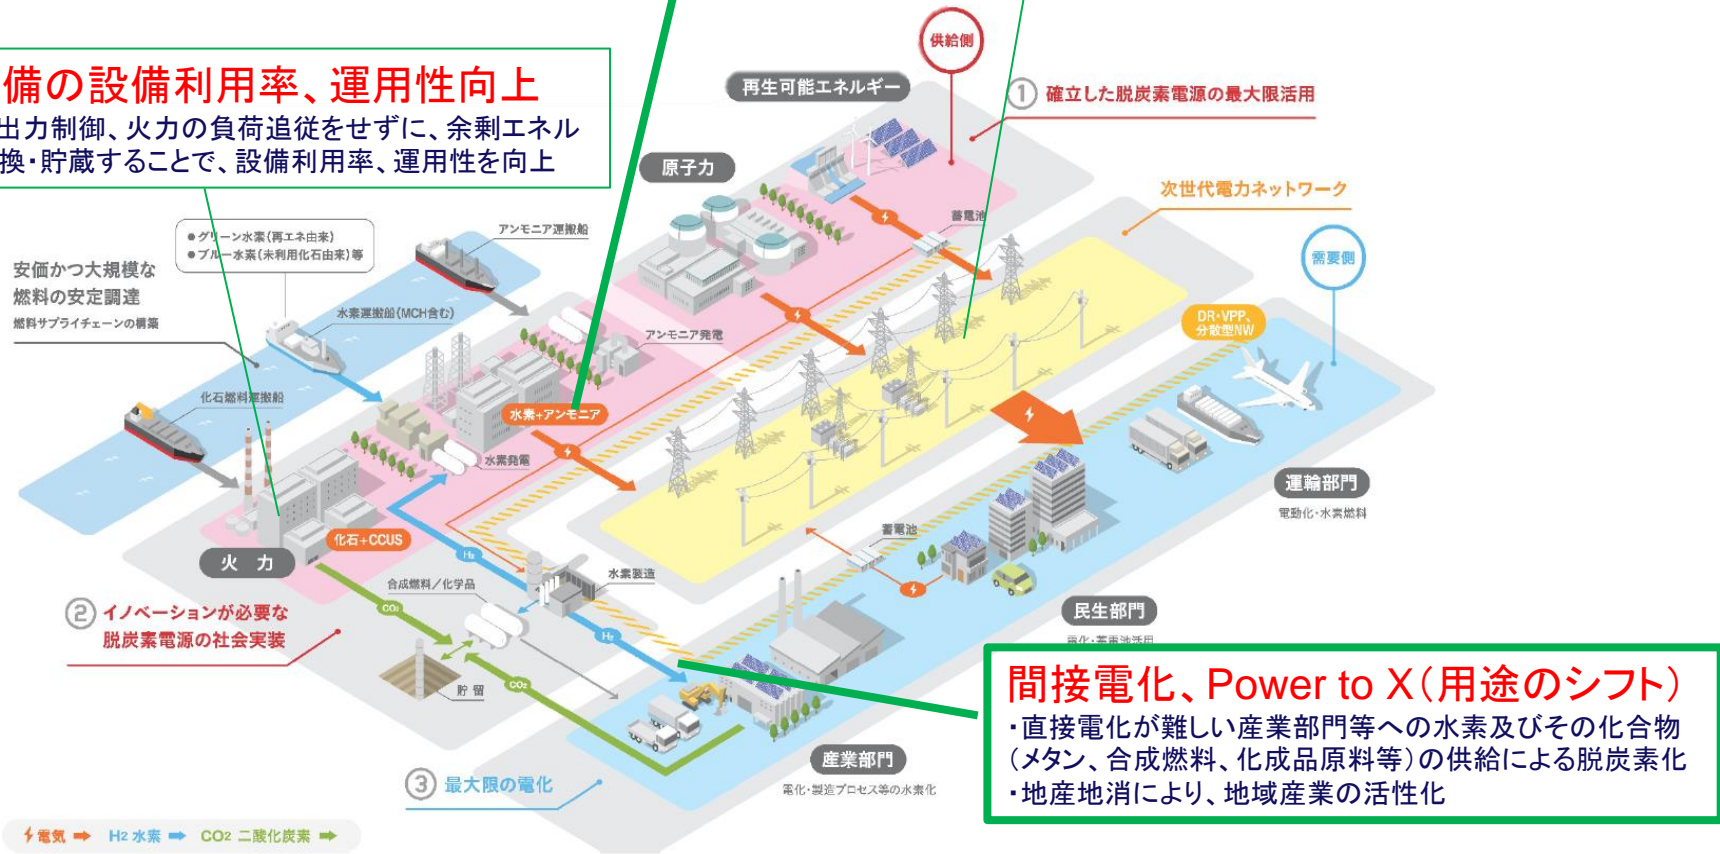 備の設備利用率、運用性向上
出力制御、火力の負荷追従をせずに、余剰エネル
換・貯蔵することで、設備利用率、運用性を向上
供給側
再生可能エネルギー
① 確立した脱炭素電源の最大限活用
原子力
次世代電力ネットワーク
蓄電池
需要側
●グリーン水素(再エネ由来)
●ブルー水素(未利用化石由来)等
アンモニア運搬船
安価かつ大規模な
燃料の安定調達
燃料サプライチェーンの構築
水素運搬船(MCH含む)
アンモニア発電
DR・VPP、
分散型NW
化石燃料運搬船
水素+アンモニア
水素発電
運輸部門
電動化・水素燃料
化石+CCUS
火 力
H₂
蓄電池
水素製造
合成燃料/化学品
CO₂
② イノベーションが必要な
脱炭素電源の社会実装
民生部門
電化・蓄電池活用
H₂
貯 留
CO₂
間接電化、Power to X(用途のシフト)
・直接電化が難しい産業部門等への水素及びその化合物
(メタン、合成燃料、化成品原料等)の供給による脱炭素化
・地産地消により、地域産業の活性化
産業部門
電化・製造プロセス等の水素化
③ 最大限の電化
電気 ➡ H2 水素 ➡ CO2 二酸化炭素 ➡